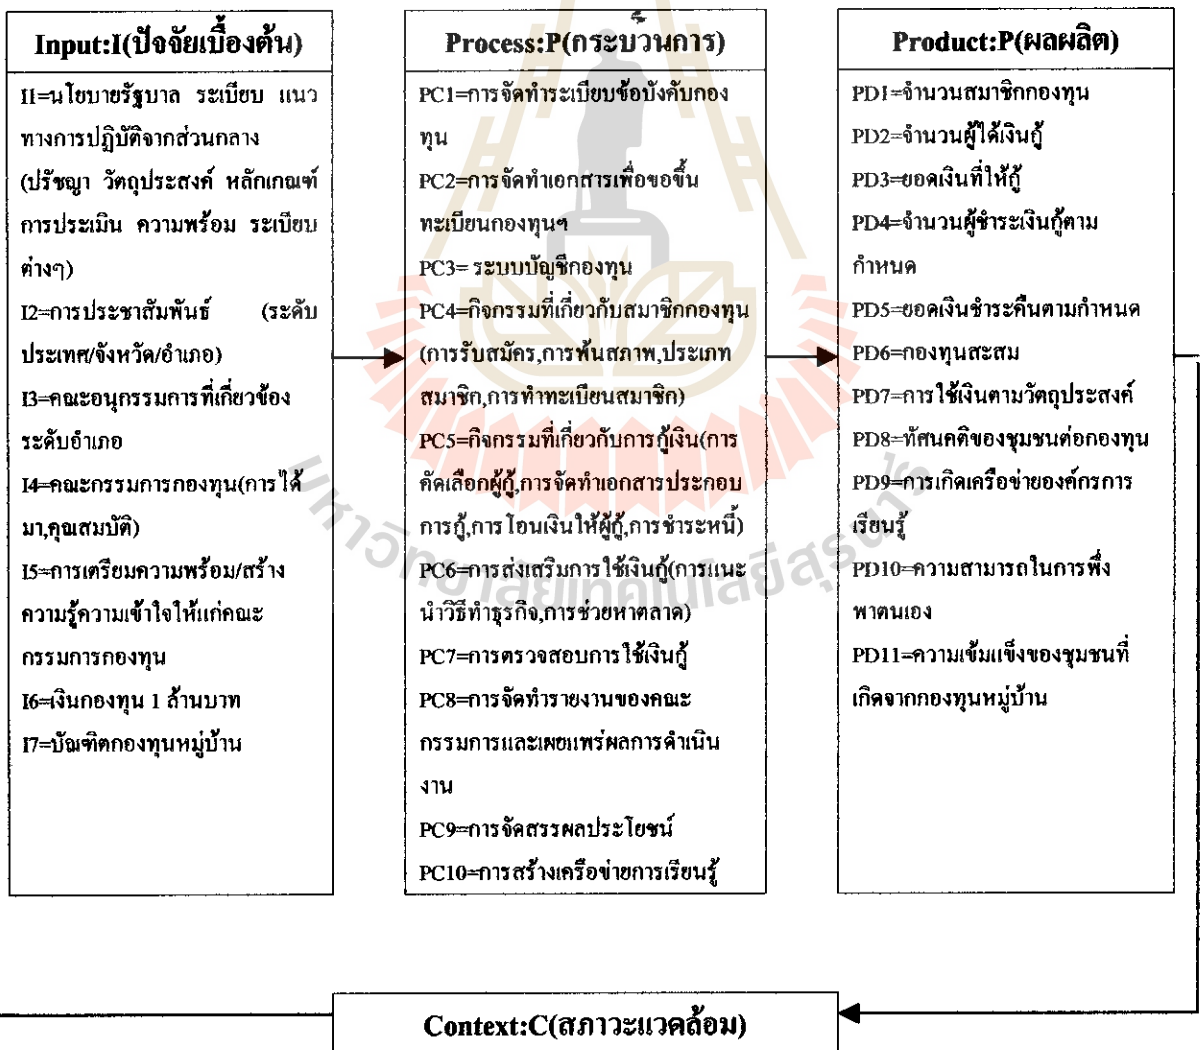 Input:I(ปัจจัยเบื้องต้น)
I1=นโยบายรัฐบาล ระเบียบ แนว
ทางการปฏิบัติจากส่วนกลาง
(ปรัชญา วัตถุประสงค์ หลักเกณฑ์
การประเมิน ความพร้อม ระเบียบ
ต่างๆ)
I2=การประชาสัมพันธ์ (ระดับ
ประเทศ/จังหวัด/อำเภอ)
I3=คณะอนุกรรมการที่เกี่ยวข้อง
ระดับอำเภอ
I4=คณะกรรมการกองทุน(การได้
มา,คุณสมบัติ)
I5=การเตรียมความพร้อม/สร้าง
ความรู้ความเข้าใจให้แก่คณะ
กรรมการกองทุน
I6=เงินกองทุน 1 ล้านบาท
I7=บัณฑิตกองทุนหมู่บ้าน
Process:P(กระบวนการ)
PC1=การจัดทำระเบียบข้อบังคับกอง
ทุน
PC2=การจัดทำเอกสารเพื่อขอขึ้น
ทะเบียนกองทุนฯ
PC3= ระบบบัญชีกองทุน
PC4=กิจกรรมที่เกี่ยวกับสมาชิกกองทุน
(การรับสมัคร,การพ้นสภาพ,ประเภท
สมาชิก,การทำทะเบียนสมาชิก)
PC5=กิจกรรมที่เกี่ยวกับการกู้เงิน(การ
คัดเลือกผู้กู้,การจัดทำเอกสารประกอบ
การกู้,การโอนเงินให้ผู้กู้,การชำระหนี้)
PC6=การส่งเสริมการใช้เงินกู้(การแนะ
นำวิธีทำธุรกิจ,การช่วยหาตลาด)
PC7=การตรวจสอบการใช้เงินกู้
PC8=การจัดทำรายงานของคณะ
กรรมการและเผยแพร่ผลการดำเนิน
งาน
PC9=การจัดสรรผลประโยชน์
PC10=การสร้างเครือข่ายการเรียนรู้
Product:P(ผลผลิต)
PD1=จำนวนสมาชิกกองทุน
PD2=จำนวนผู้ได้เงินกู้
PD3=ยอดเงินที่ให้กู้
PD4=จำนวนผู้ชำระเงินกู้ตาม
กำหนด
PD5=ยอดเงินชำระคืนตามกำหนด
PD6=กองทุนสะสม
PD7=การใช้เงินตามวัตถุประสงค์
PD8=ทัศนคติของชุมชนต่อกองทุน
PD9=การเกิดเครือข่ายองค์กรการ
เรียนรู้
PD10=ความสามารถในการพึ่ง
พาตนเอง
PD11=ความเข้มแข็งของชุมชนที่
เกิดจากกองทุนหมู่บ้าน
มหาวิทยาลัยเทคโนโลยีสุรนารี
Context:C(สภาวะแวดล้อม)